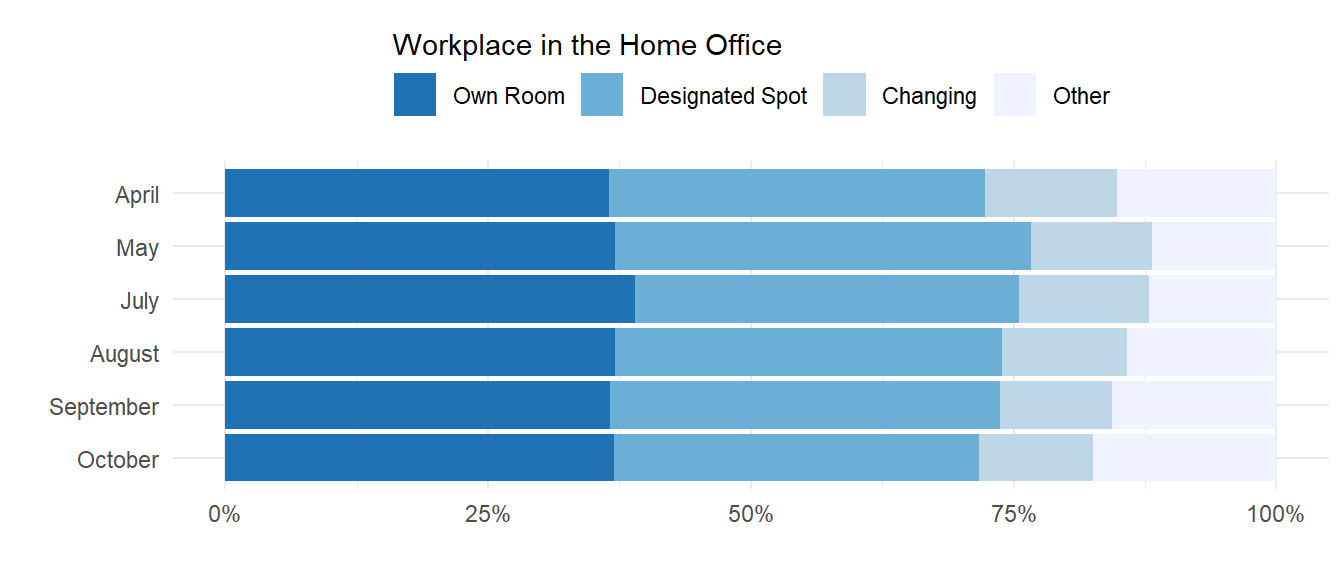 Workplace in the Home Office
Own Room Designated Spot Changing Other
April
May
July
August
September
October
0% 25% 50% 75% 100%